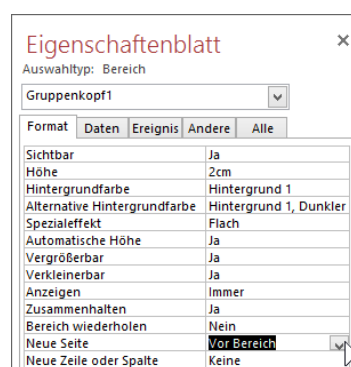 Eigenschaftenblatt ×
Auswahltyp: Bereich
Gruppenkopf1
Format Daten Ereignis Andere Alle
Sichtbar Ja
Höhe 2cm
Hintergrundfarbe Hintergrund 1
Alternative Hintergrundfarbe Hintergrund 1, Dunkler
Spezialeffekt Flach
Automatische Höhe Ja
Vergrößerbar Ja
Verkleinerbar Ja
Anzeigen Immer
Zusammenhalten Ja
Bereich wiederholen Nein
Neue Seite Vor Bereich
Neue Zeile oder Spalte Keine